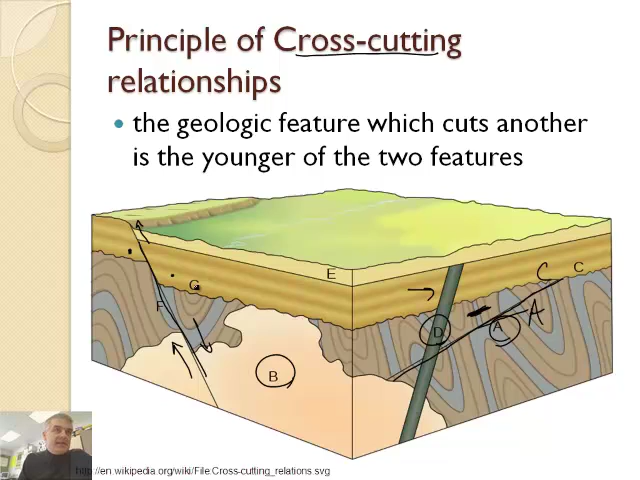 Principle of Cross-cutting
relationships
the geologic feature which cuts another
is the younger of the two features
E
C
C
G
F
A
A
D
B
http://en.wikipedia.org/wiki/File:Cross-cutting_relations.svg